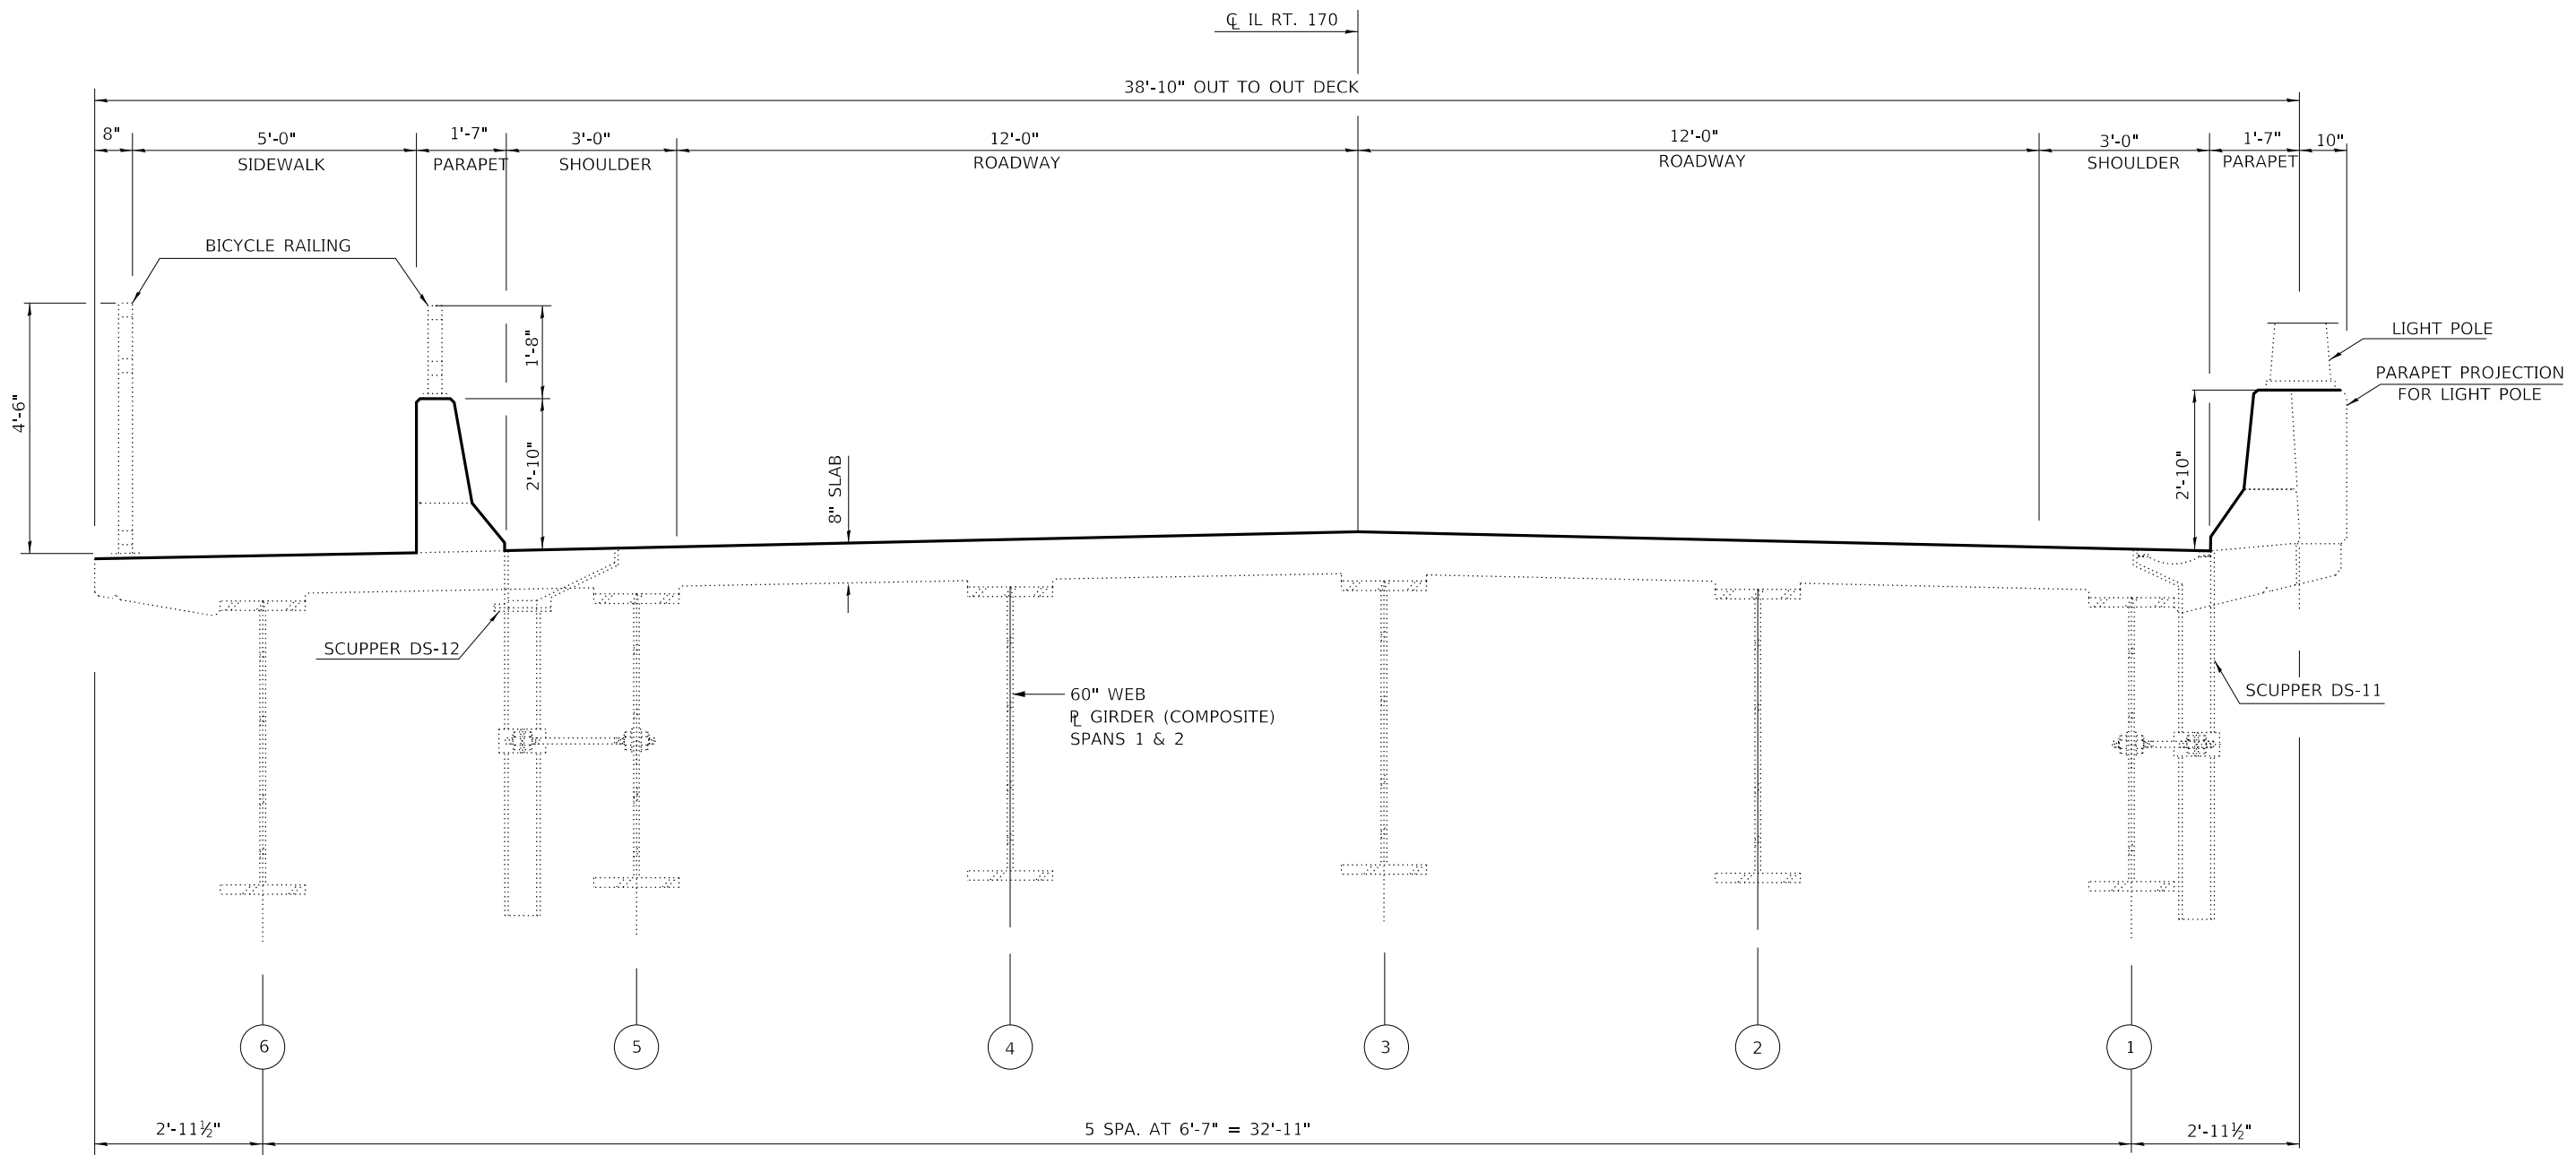 ℄ IL RT. 170
38'-10" OUT TO OUT DECK
8"
5'-0"
SIDEWALK
1'-7"
PARAPET
3'-0"
SHOULDER
12'-0"
ROADWAY
12'-0"
ROADWAY
3'-0"
SHOULDER
1'-7"
PARAPET
10"
BICYCLE RAILING
LIGHT POLE
PARAPET PROJECTION
FOR LIGHT POLE
4'-6"
1'-8"
2'-10"
8" SLAB
2'-10"
SCUPPER DS-12
60" WEB
PL GIRDER (COMPOSITE)
SPANS 1 & 2
SCUPPER DS-11
6
5
4
3
2
1
2'-11½"
5 SPA. AT 6'-7" = 32'-11"
2'-11½"